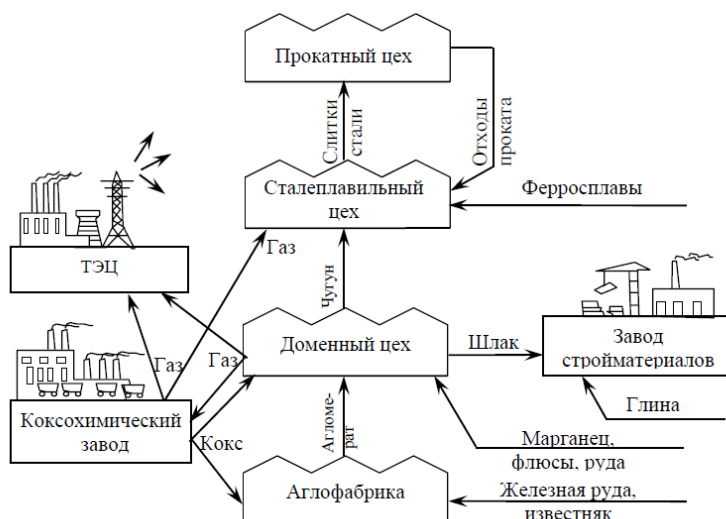 Прокатный цех
Слитки
стали
Отходы
проката
Сталеплавильный
цех
Ферросплавы
ТЭЦ
Газ
Чугун
Газ
Газ
Доменный цех
Шлак
Завод
стройматериалов
Глина
Коксохимический
завод
Кокс
Агломе-
рат
Марганец,
флюсы, руда
Аглофабрика
Железная руда,
известняк